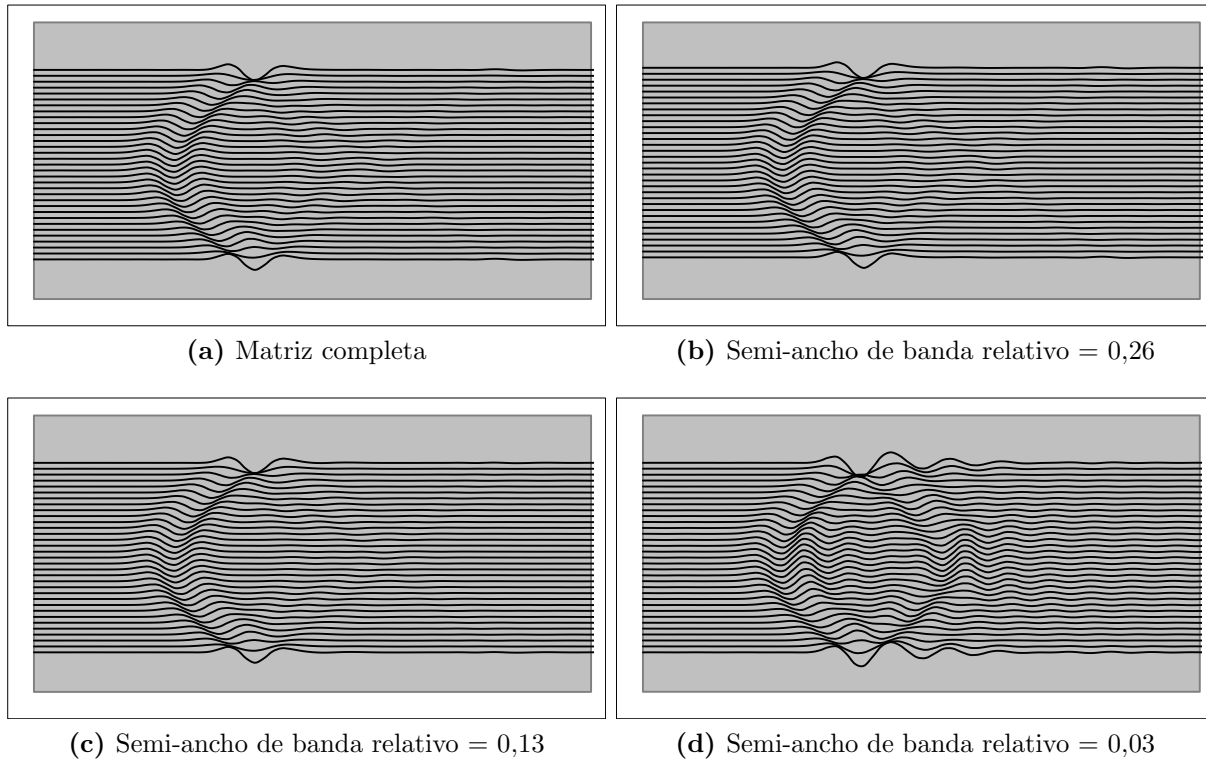 (a) Matriz completa
(b) Semi-ancho de banda relativo = 0,26
(c) Semi-ancho de banda relativo = 0,13
(d) Semi-ancho de banda relativo = 0,03